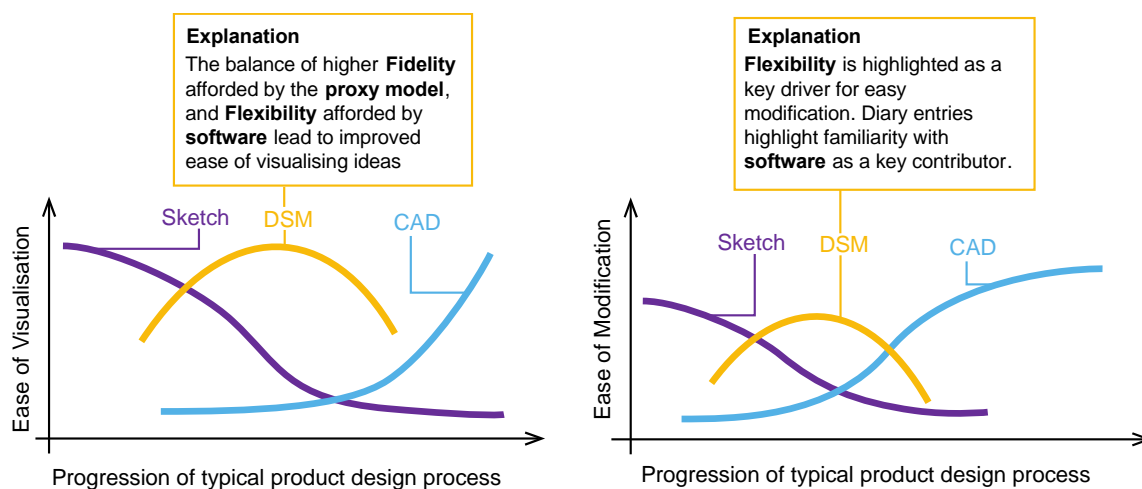 Explanation
The balance of higher Fidelity
afforded by the proxy model,
and Flexibility afforded by
software lead to improved
ease of visualising ideas
Sketch
DSM
CAD
Ease of Visualisation
Progression of typical product design process
Explanation
Flexibility is highlighted as a
key driver for easy
modification. Diary entries
highlight familiarity with
software as a key contributor.
Sketch
DSM
CAD
Ease of Modification
Progression of typical product design process